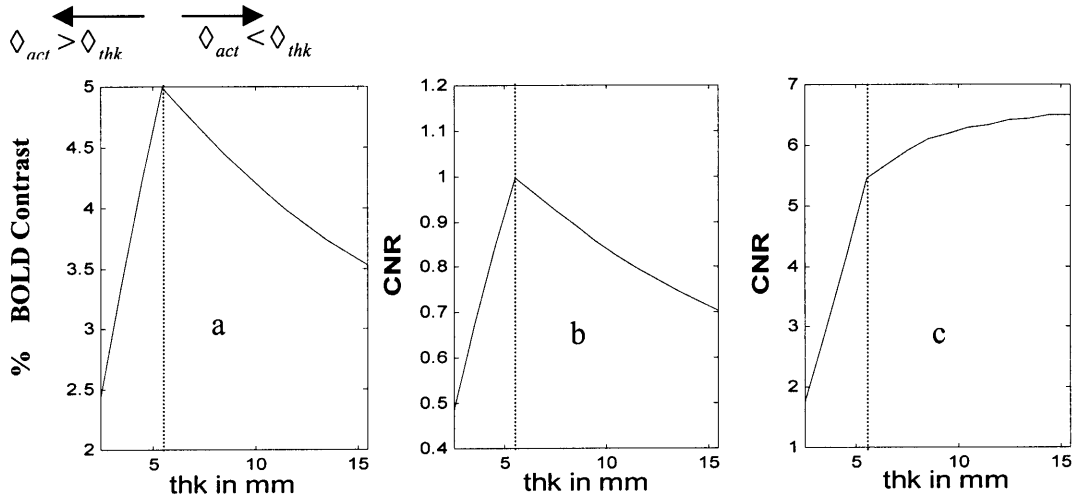 ◊act > ◊thk ◊act < ◊thk
% BOLD Contrast
5
4.5
4
3.5
3
2.5
2
5 10 15
thk in mm
a
CNR
1.2
1.1
1
0.9
0.8
0.7
0.6
0.5
0.4
5 10 15
thk in mm
b
CNR
7
6
5
4
3
2
1
5 10 15
thk in mm
c